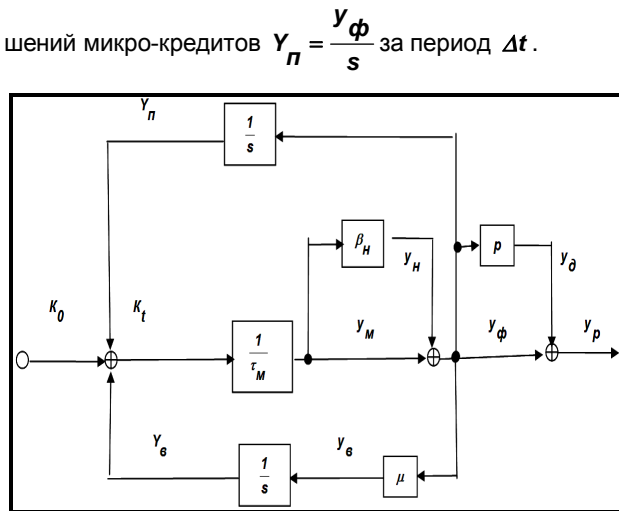 шений микро-кредитов Y_п = y_ф / s за период Δt .
Y_п
1/s
β_н
y_н
p
y_д
K_0
K_t
1/τ_м
y_м
y_ф
y_р
Y_в
1/s
y_в
μ